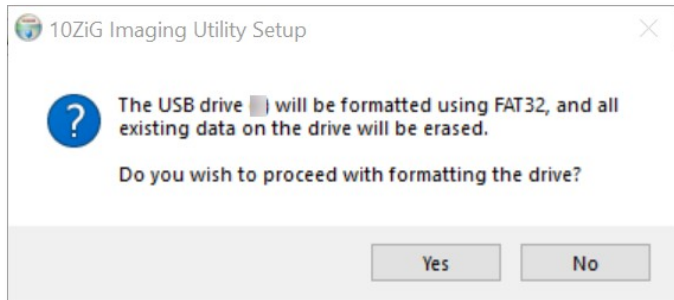 10ZiG Imaging Utility Setup
The USB drive ) will be formatted using FAT32, and all
existing data on the drive will be erased.
Do you wish to proceed with formatting the drive?
Yes
No